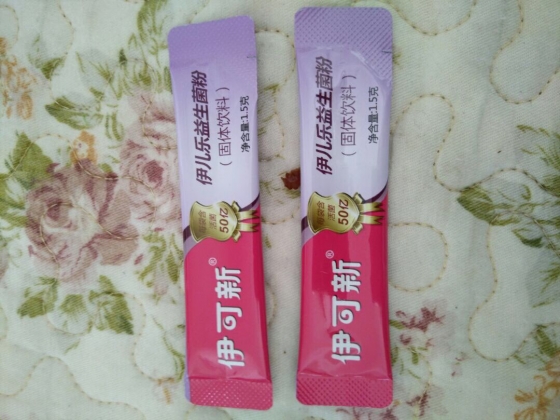 伊儿乐益生菌粉
(固体饮料)
净含量:1.5克
50亿
伊可新®
伊儿乐益生菌粉
(固体饮料)
净含量:1.5克
活菌
50亿
伊可新®